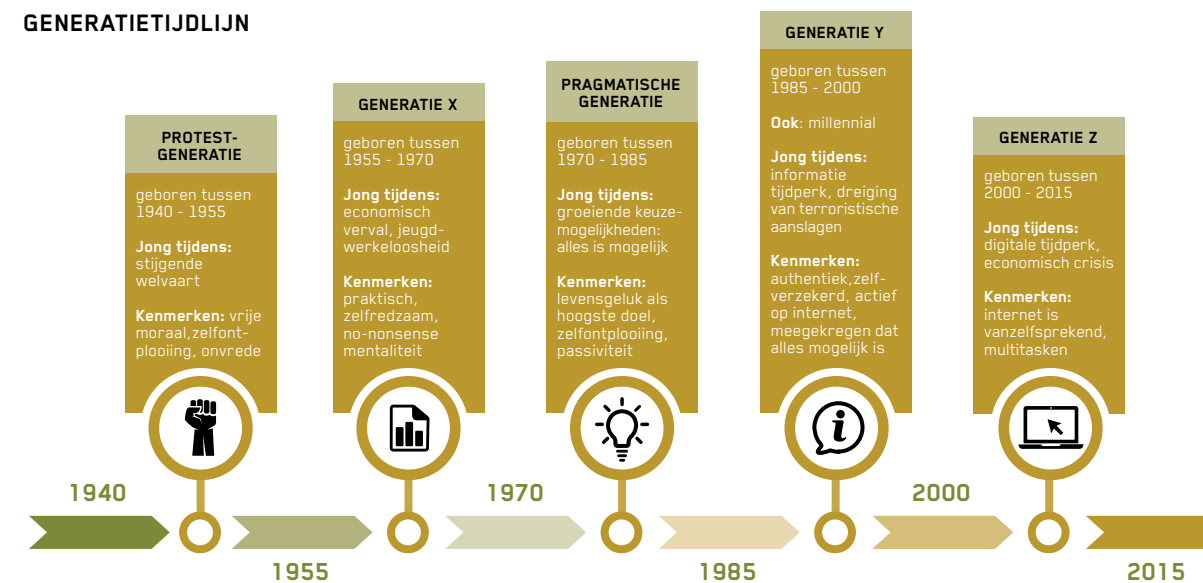 GENERATIETIJDLIJN
PROTEST-
GENERATIE
geboren tussen
1940 - 1955
Jong tijdens:
stijgende
welvaart
Kenmerken: vrije
moraal,zelfont-
plooiing, onvrede
GENERATIE X
geboren tussen
1955 - 1970
Jong tijdens:
economisch
verval, jeugd-
werkeloosheid
Kenmerken:
praktisch,
zelfredzaam,
no-nonsense
mentaliteit
PRAGMATISCHE
GENERATIE
geboren tussen
1970 - 1985
Jong tijdens:
groeiende keuze-
mogelijkheden:
alles is mogelijk
Kenmerken:
levensgeluk als
hoogste doel,
zelfontplooiing,
passiviteit
GENERATIE Y
geboren tussen
1985 - 2000
Ook: millennial
Jong tijdens:
informatie
tijdperk, dreiging
van terroristische
aanslagen
Kenmerken:
authentiek,zelf-
verzekerd, actief
op internet,
meegekregen dat
alles mogelijk is
GENERATIE Z
geboren tussen
2000 - 2015
Jong tijdens:
digitale tijdperk,
economisch crisis
Kenmerken:
internet is
vanzelfsprekend,
multitasken
1940
1955
1970
1985
2000
2015